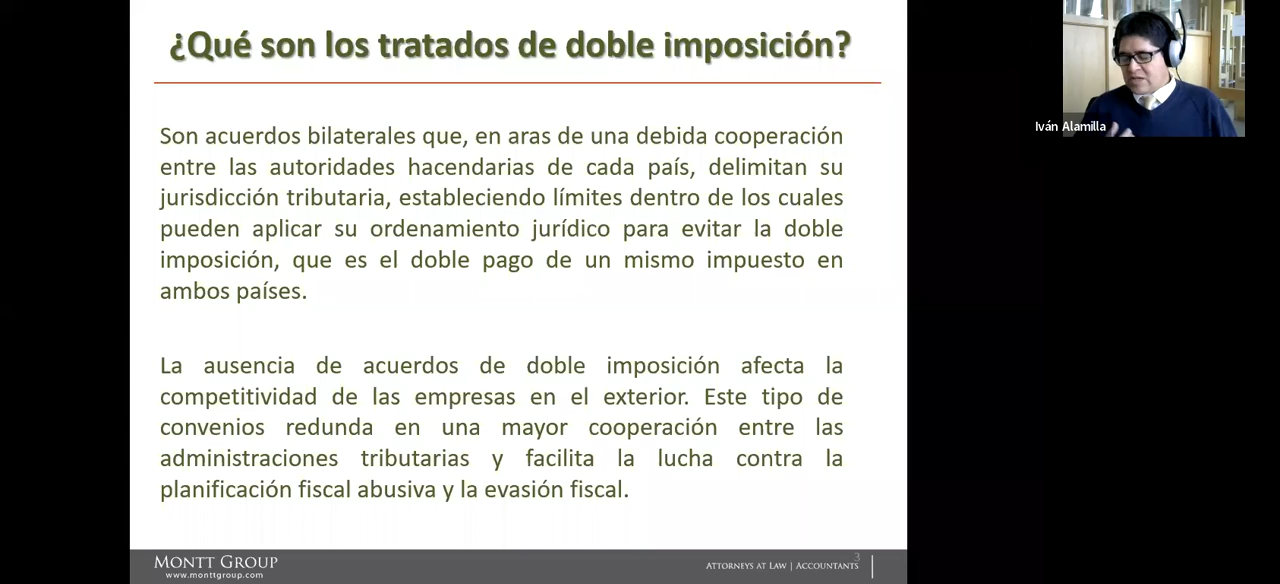 ¿Qué son los tratados de doble imposición?
Son acuerdos bilaterales que, en aras de una debida cooperación
entre las autoridades hacendarias de cada país, delimitan su
jurisdicción tributaria, estableciendo límites dentro de los cuales
pueden aplicar su ordenamiento jurídico para evitar la doble
imposición, que es el doble pago de un mismo impuesto en
ambos países.
La ausencia de acuerdos de doble imposición afecta la
competitividad de las empresas en el exterior. Este tipo de
convenios redunda en una mayor cooperación entre las
administraciones tributarias y facilita la lucha contra la
planificación fiscal abusiva y la evasión fiscal.
MONTT GROUP
www.monttgroup.com
ATTORNEYS AT LAW | ACCOUNTANTS
3
Iván Alamilla